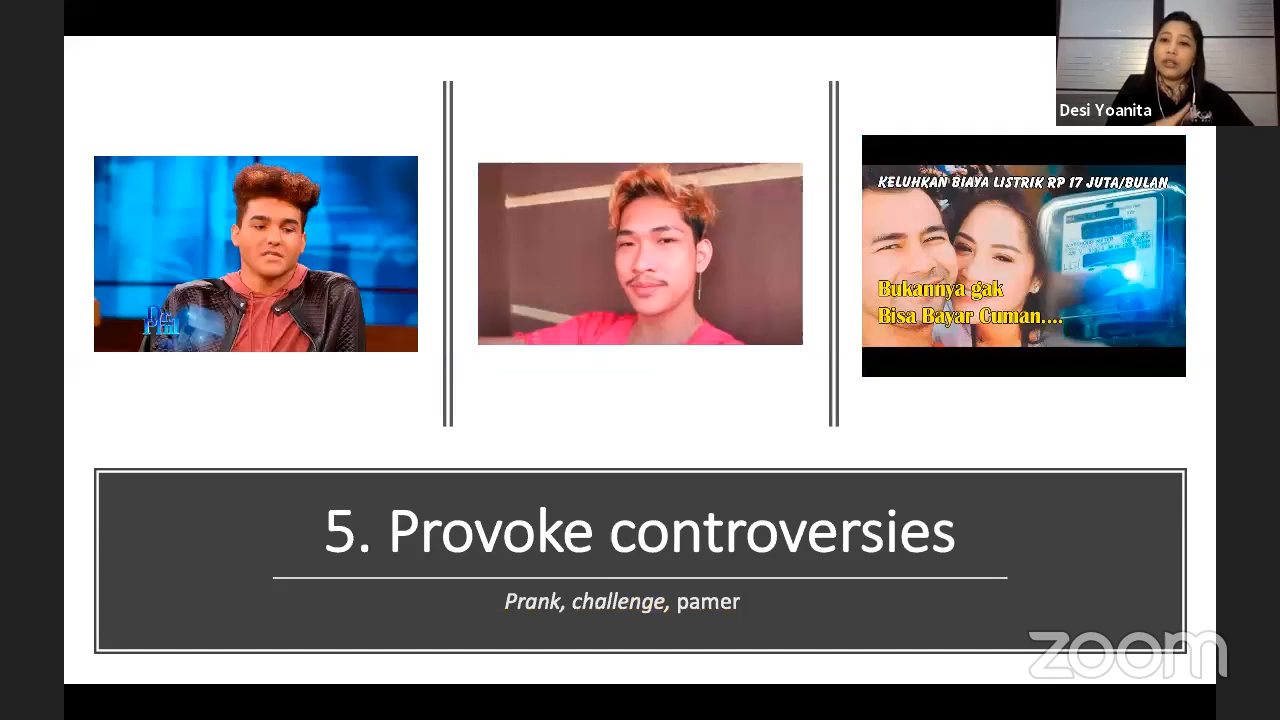 Desi Yoanita
Dr.
Phil
KELUHKAN BIAYA LISTRIK RP 17 JUTA/BULAN
Bukannya gak
Bisa Bayar Cuman....
5. Provoke controversies
Prank, challenge, pamer
zoom